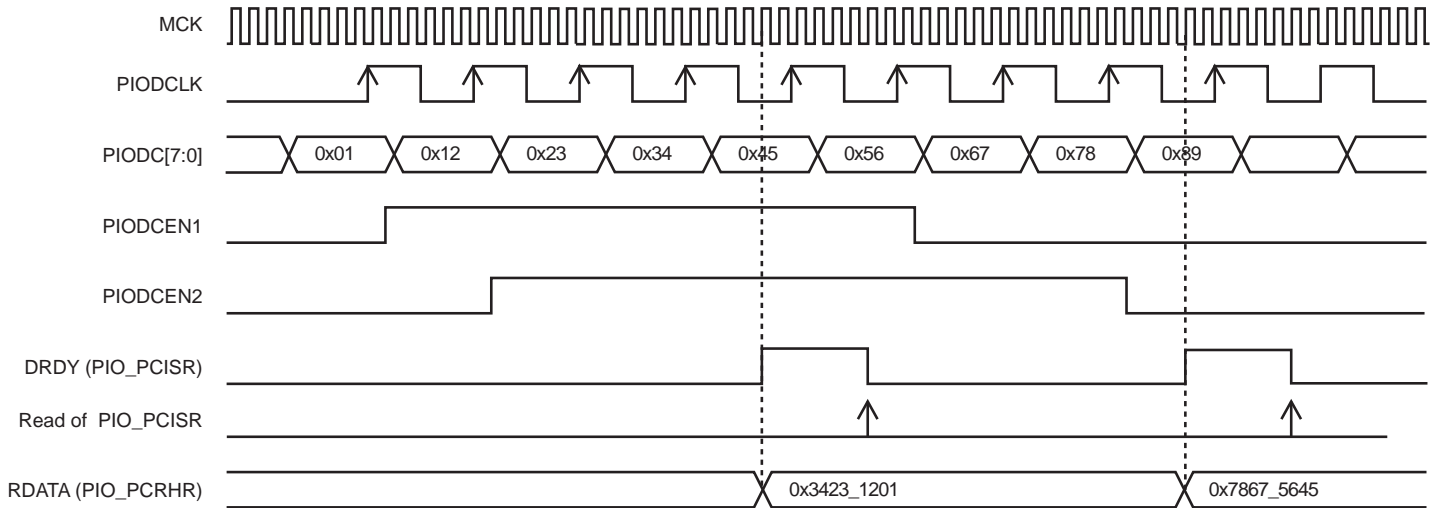 MCK
PIODCLK
PIODC[7:0] 0x01 0x12 0x23 0x34 0x45 0x56 0x67 0x78 0x89
PIODCEN1
PIODCEN2
DRDY (PIO_PCISR)
Read of PIO_PCISR
RDATA (PIO_PCRHR) 0x3423_1201 0x7867_5645